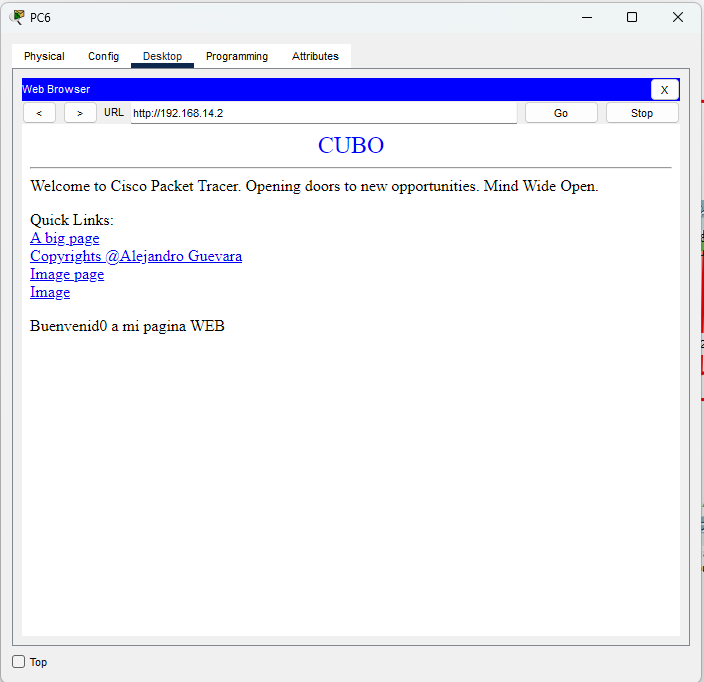 PC6
Physical Config Desktop Programming Attributes
Web Browser X
< > URL http://192.168.14.2 Go Stop
CUBO
Welcome to Cisco Packet Tracer. Opening doors to new opportunities. Mind Wide Open.
Quick Links:
A big page
Copyrights @Alejandro Guevara
Image page
Image
Buenvenid0 a mi pagina WEB
Top